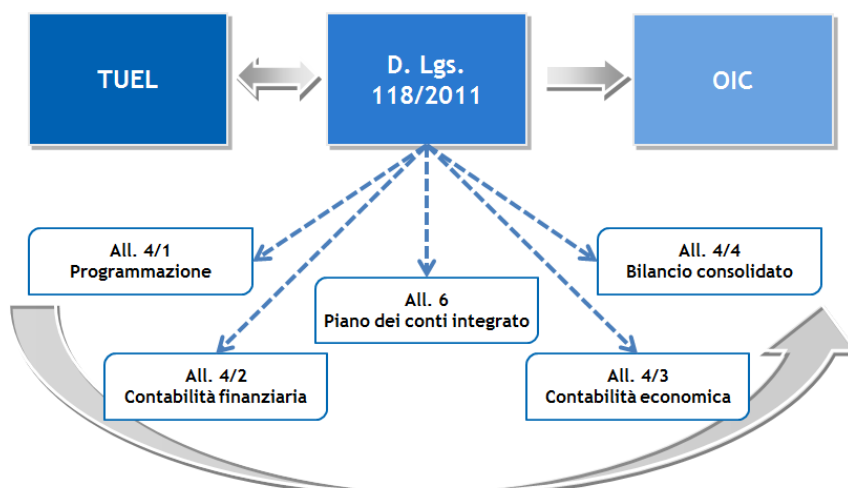 TUEL
D. Lgs.
118/2011
OIC
All. 4/1
Programmazione
All. 4/4
Bilancio consolidato
All. 6
Piano dei conti integrato
All. 4/2
Contabilità finanziaria
All. 4/3
Contabilità economica